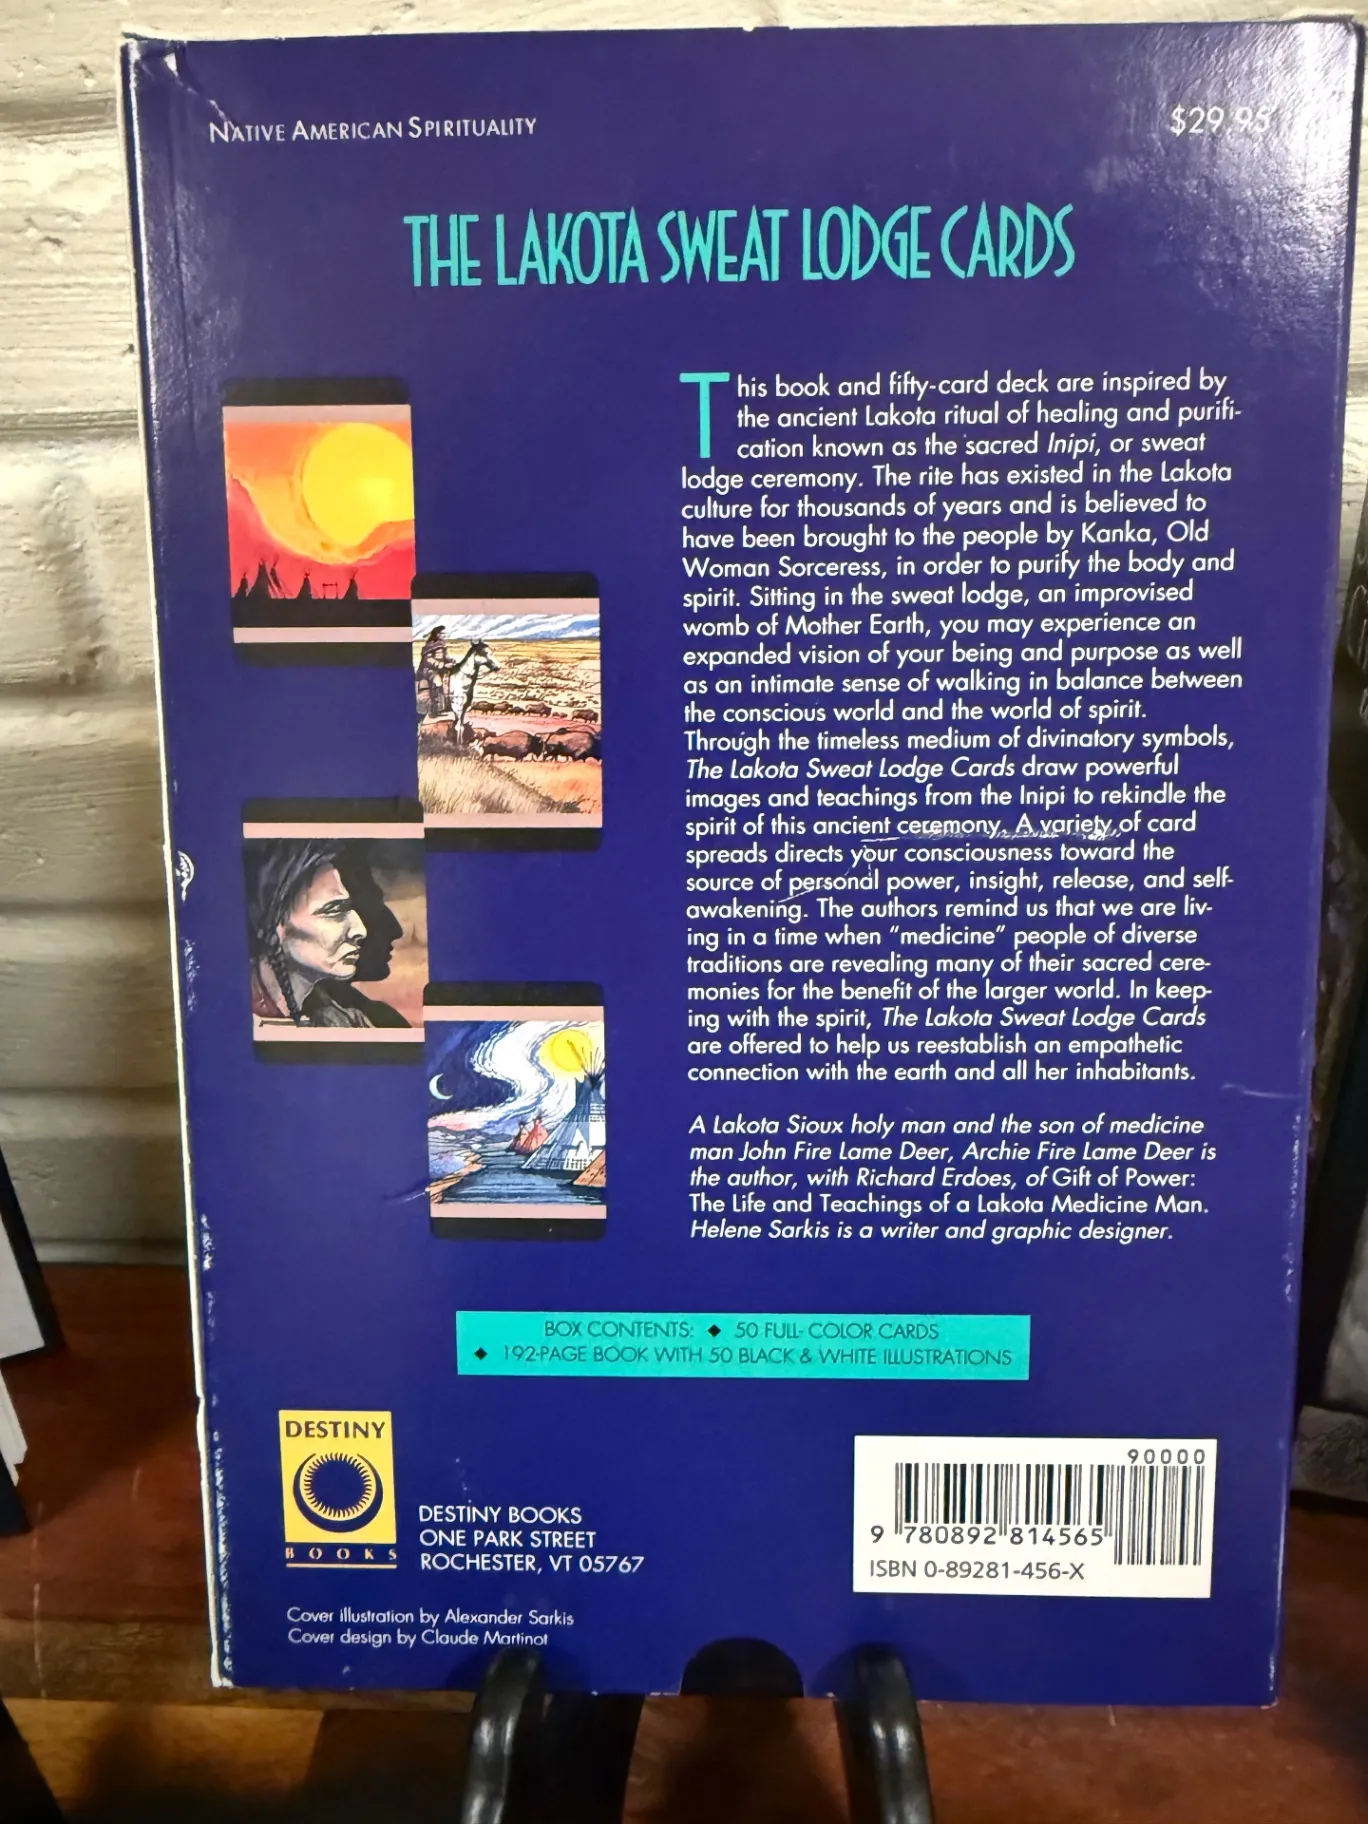 NATIVE AMERICAN SPIRITUALITY
$29.95
THE LAKOTA SWEAT LODGE CARDS
This book and fifty-card deck are inspired by
the ancient Lakota ritual of healing and purifi-
cation known as the sacred Inipi, or sweat
lodge ceremony. The rite has existed in the Lakota
culture for thousands of years and is believed to
have been brought to the people by Kanka, Old
Woman Sorceress, in order to purify the body and
spirit. Sitting in the sweat lodge, an improvised
womb of Mother Earth, you may experience an
expanded vision of your being and purpose as well
as an intimate sense of walking in balance between
the conscious world and the world of spirit.
Through the timeless medium of divinatory symbols,
The Lakota Sweat Lodge Cards draw powerful
images and teachings from the Inipi to rekindle the
spirit of this ancient ceremony. A variety of card
spreads directs your consciousness toward the
source of personal power, insight, release, and self-
awakening. The authors remind us that we are liv-
ing in a time when "medicine" people of diverse
traditions are revealing many of their sacred cere-
monies for the benefit of the larger world. In keep-
ing with the spirit, The Lakota Sweat Lodge Cards
are offered to help us reestablish an empathetic
connection with the earth and all her inhabitants.
A Lakota Sioux holy man and the son of medicine
man John Fire Lame Deer, Archie Fire Lame Deer is
the author, with Richard Erdoes, of Gift of Power:
The Life and Teachings of a Lakota Medicine Man.
Helene Sarkis is a writer and graphic designer.
BOX CONTENTS: ◆ 50 FULL-COLOR CARDS
◆ 192-PAGE BOOK WITH 50 BLACK & WHITE ILLUSTRATIONS
DESTINY
BOOKS
DESTINY BOOKS
ONE PARK STREET
ROCHESTER, VT 05767
90000
9 780892 814565
ISBN 0-89281-456-X
Cover illustration by Alexander Sarkis
Cover design by Claude Martinot